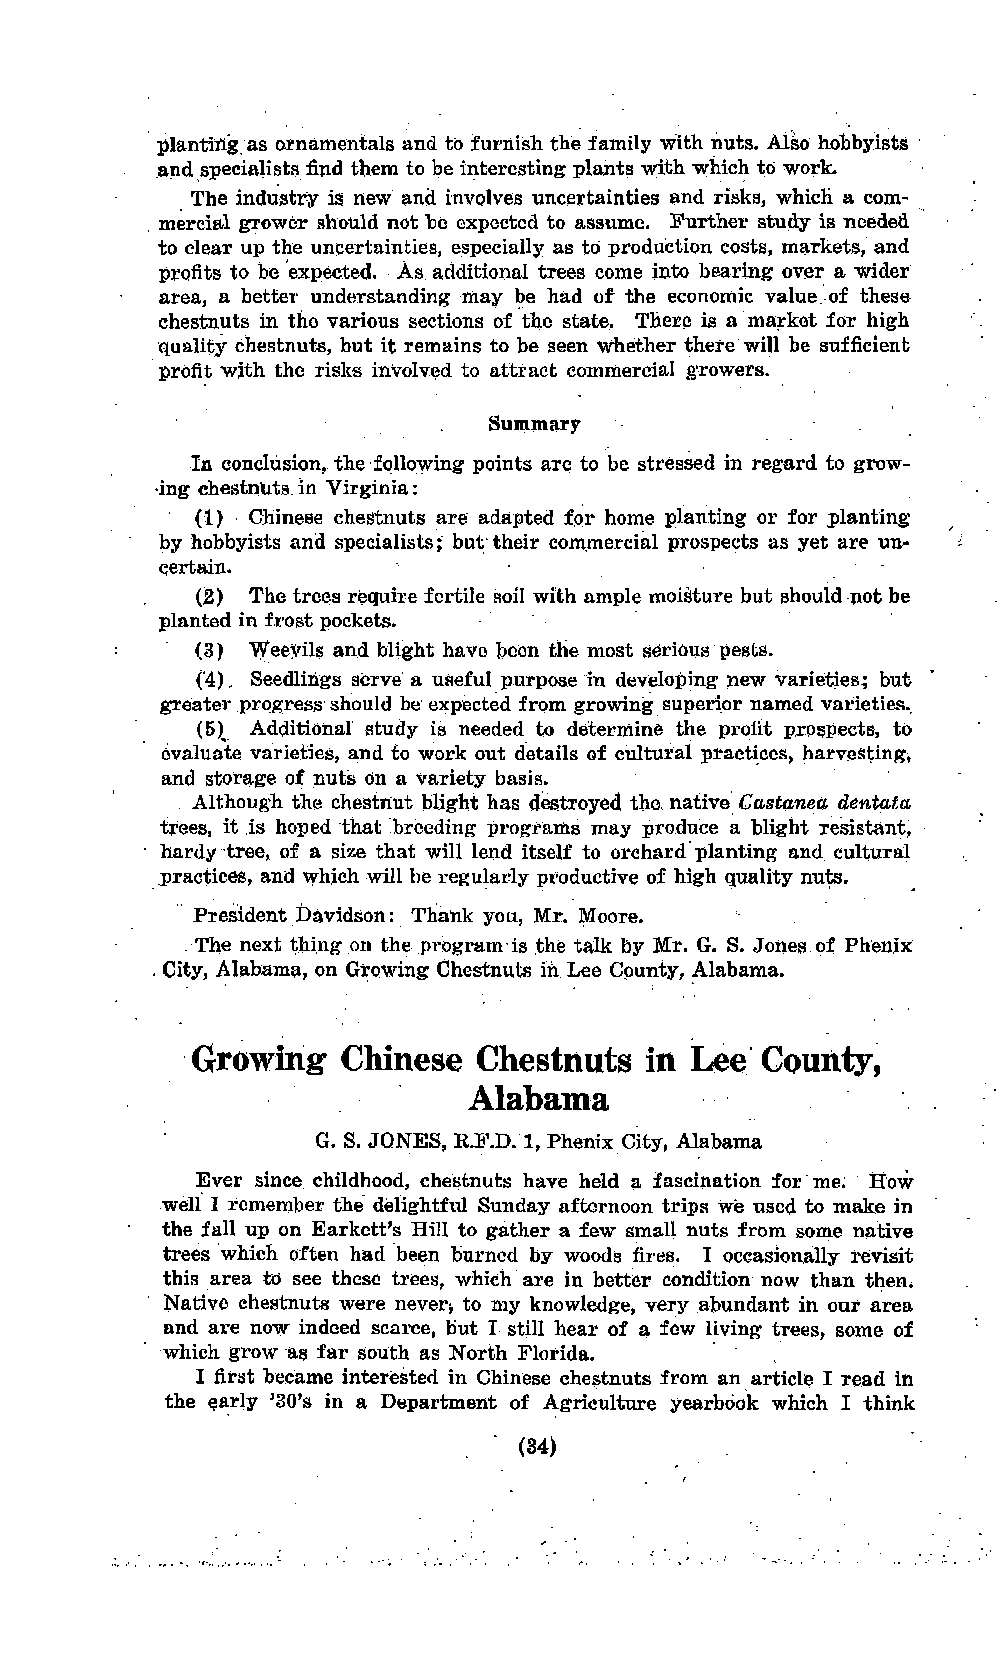 planting as ornamentals and to furnish the family with nuts. Also hobbyists
and specialists find them to be interesting plants with which to work.
The industry is new and involves uncertainties and risks, which a com-
mercial grower should not be expected to assume. Further study is needed
to clear up the uncertainties, especially as to production costs, markets, and
profits to be expected. As additional trees come into bearing over a wider
area, a better understanding may be had of the economic value of these
chestnuts in the various sections of the state. There is a market for high
quality chestnuts, but it remains to be seen whether there will be sufficient
profit with the risks involved to attract commercial growers.
Summary
In conclusion, the following points are to be stressed in regard to grow-
ing chestnuts in Virginia:
(1) Chinese chestnuts are adapted for home planting or for planting
by hobbyists and specialists; but their commercial prospects as yet are un-
certain.
(2) The trees require fertile soil with ample moisture but should not be
planted in frost pockets.
(3) Weevils and blight have been the most serious pests.
(4) Seedlings serve a useful purpose in developing new varieties; but
greater progress should be expected from growing superior named varieties.
(5) Additional study is needed to determine the profit prospects, to
evaluate varieties, and to work out details of cultural practices, harvesting,
and storage of nuts on a variety basis.
Although the chestnut blight has destroyed the native Castanea dentata
trees, it is hoped that breeding programs may produce a blight resistant,
hardy tree, of a size that will lend itself to orchard planting and cultural
practices, and which will be regularly productive of high quality nuts.
President Davidson: Thank you, Mr. Moore.
The next thing on the program is the talk by Mr. G. S. Jones of Phenix
City, Alabama, on Growing Chestnuts in Lee County, Alabama.
Growing Chinese Chestnuts in Lee County,
Alabama
G. S. JONES, R.F.D. 1, Phenix City, Alabama
Ever since childhood, chestnuts have held a fascination for me. How
well I remember the delightful Sunday afternoon trips we used to make in
the fall up on Earkett's Hill to gather a few small nuts from some native
trees which often had been burned by woods fires. I occasionally revisit
this area to see these trees, which are in better condition now than then.
Native chestnuts were never, to my knowledge, very abundant in our area
and are now indeed scarce, but I still hear of a few living trees, some of
which grow as far south as North Florida.
I first became interested in Chinese chestnuts from an article I read in
the early '30's in a Department of Agriculture yearbook which I think
(34)